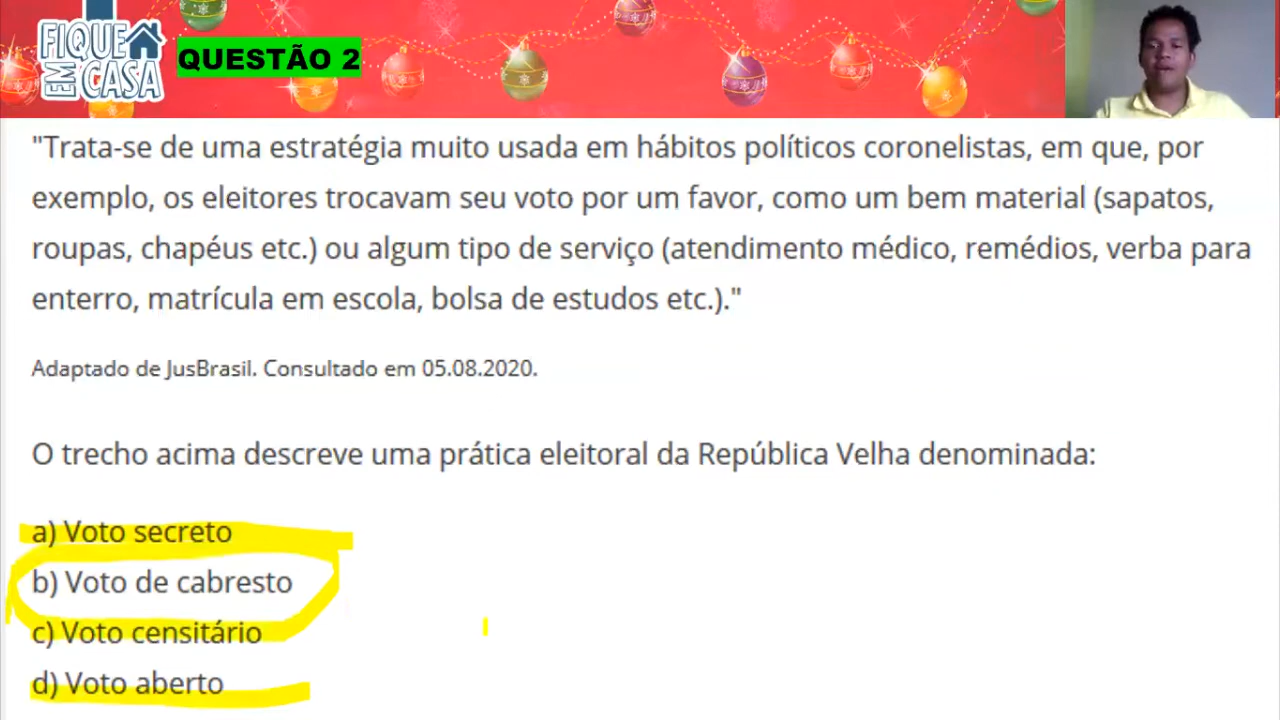 FIQUE
EM
CASA
QUESTÃO 2
"Trata-se de uma estratégia muito usada em hábitos políticos coronelistas, em que, por
exemplo, os eleitores trocavam seu voto por um favor, como um bem material (sapatos,
roupas, chapéus etc.) ou algum tipo de serviço (atendimento médico, remédios, verba para
enterro, matrícula em escola, bolsa de estudos etc.)."
Adaptado de JusBrasil. Consultado em 05.08.2020.
O trecho acima descreve uma prática eleitoral da República Velha denominada:
a) Voto secreto
b) Voto de cabresto
c) Voto censitário
d) Voto aberto